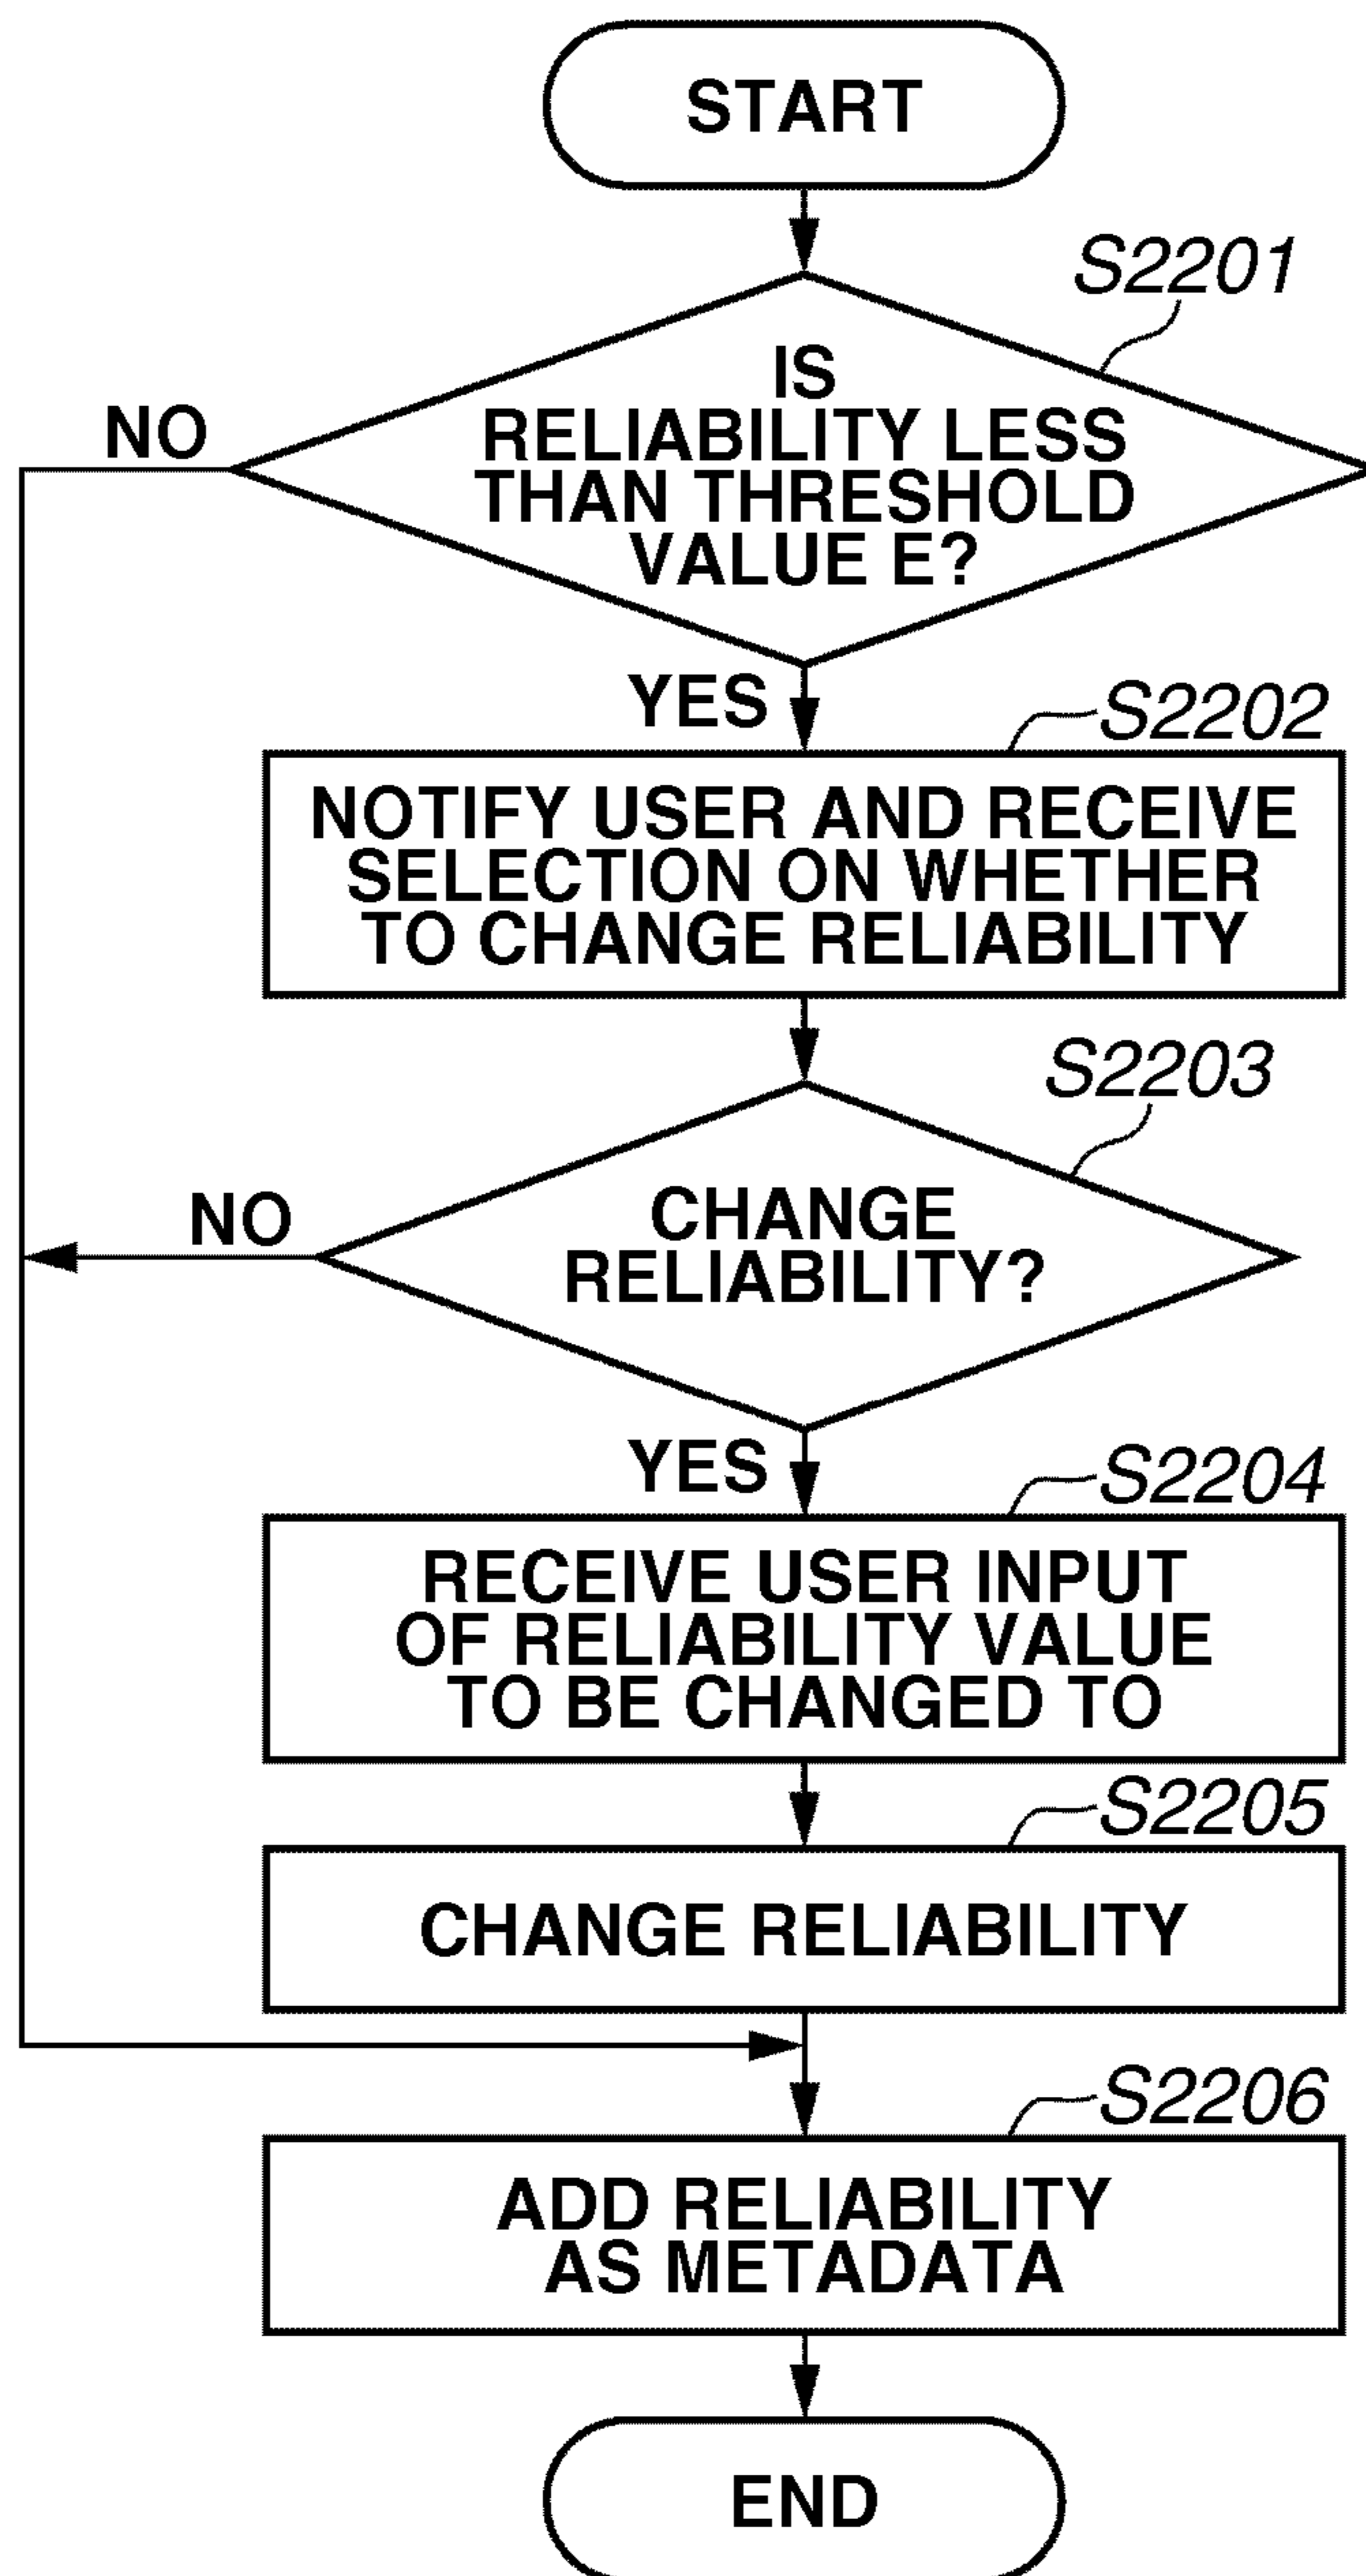 START
S2201
IS
RELIABILITY LESS
THAN THRESHOLD
VALUE E?
NO
YES
S2202
NOTIFY USER AND RECEIVE
SELECTION ON WHETHER
TO CHANGE RELIABILITY
S2203
CHANGE
RELIABILITY?
NO
YES
S2204
RECEIVE USER INPUT
OF RELIABILITY VALUE
TO BE CHANGED TO
S2205
CHANGE RELIABILITY
S2206
ADD RELIABILITY
AS METADATA
END